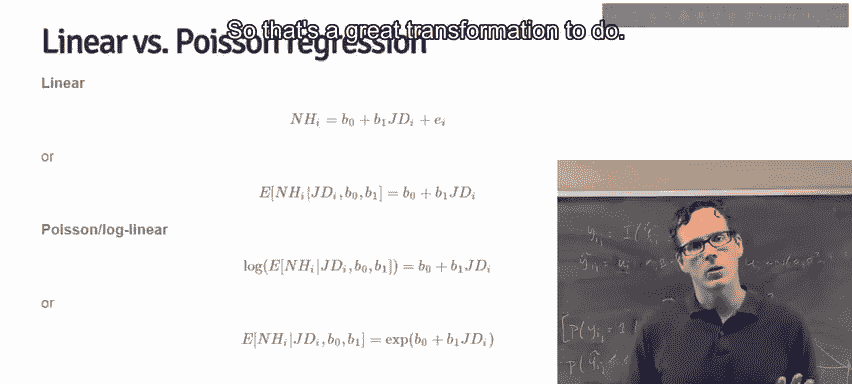 So that's a great transformation to do.
Linear vs. Poisson regression
Linear
NH_i = b_0 + b_1 JD_i + e_i
or
E[NH_i | JD_i, b_0, b_1] = b_0 + b_1 JD_i
Poisson/log-linear
log(E[NH_i | JD_i, b_0, b_1]) = b_0 + b_1 JD_i
or
E[NH_i | JD_i, b_0, b_1] = exp(b_0 + b_1 JD_i)